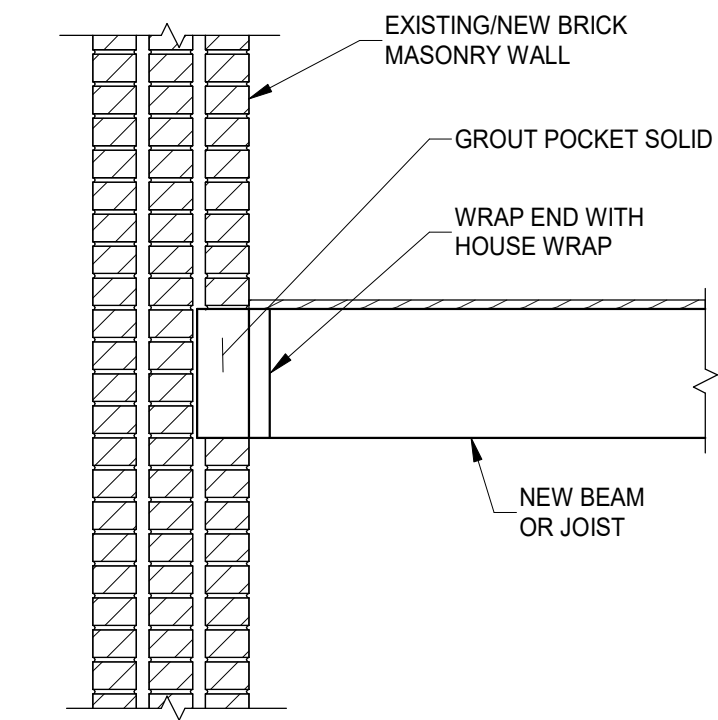 EXISTING/NEW BRICK
MASONRY WALL
GROUT POCKET SOLID
WRAP END WITH
HOUSE WRAP
NEW BEAM
OR JOIST